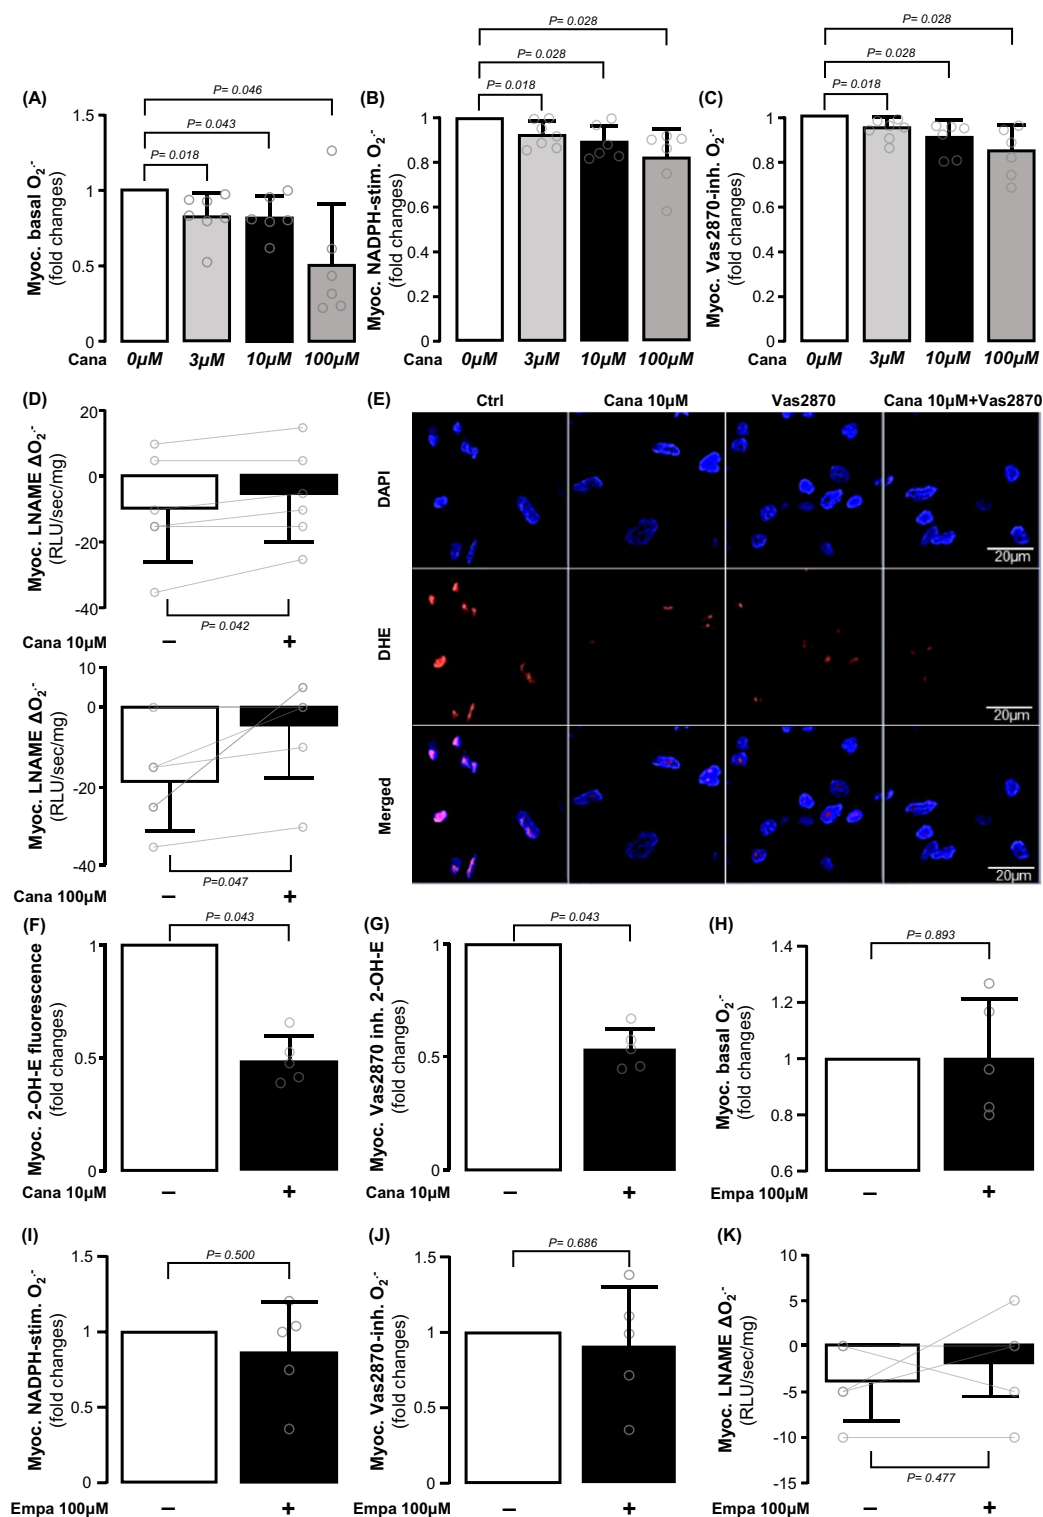 P= 0.028
P= 0.028
P= 0.018
P= 0.028
P= 0.028
P= 0.018
(A)
P= 0.046
P= 0.043
P= 0.018
Myoc. basal O₂·-
(fold changes)
1.5
1
0.5
0
Cana 0μM 3μM 10μM 100μM
(B)
Myoc. NADPH-stim. O₂·-
(fold changes)
1
0.8
0.6
0.4
0.2
0
0μM 3μM 10μM 100μM
(C)
Myoc. Vas2870-inh. O₂·-
(fold changes)
1
0.8
0.6
0.4
0.2
0
Cana 0μM 3μM 10μM 100μM
(D)
Myoc. LNAME ΔO₂·-
(RLU/sec/mg)
20
0
-20
-40
P= 0.042
Cana 10μM – +
Myoc. LNAME ΔO₂·-
(RLU/sec/mg)
10
0
-20
-40
P=0.047
Cana 100μM – +
(E)
Ctrl Cana 10μM Vas2870 Cana 10μM+Vas2870
DAPI
20μm
DHE
20μm
Merged
20μm
(F)
P= 0.043
Myoc. 2-OH-E fluorescence
(fold changes)
1
0.5
0
Cana 10μM – +
(G)
P= 0.043
Myoc. Vas2870 inh. 2-OH-E
(fold changes)
1
0.5
0
Cana 10μM – +
(H)
P= 0.893
Myoc. basal O₂·-
(fold changes)
1.4
1.2
1
0.8
0.6
Empa 100μM – +
(I)
P= 0.500
Myoc. NADPH-stim. O₂·-
(fold changes)
1.5
1
0.5
0
Empa 100μM – +
(J)
P= 0.686
Myoc. Vas2870-inh. O₂·-
(fold changes)
1.5
1
0.5
0
Empa 100μM – +
(K)
Myoc. LNAME ΔO₂·-
(RLU/sec/mg)
10
5
0
-5
-10
-15
P= 0.477
Empa 100μM – +